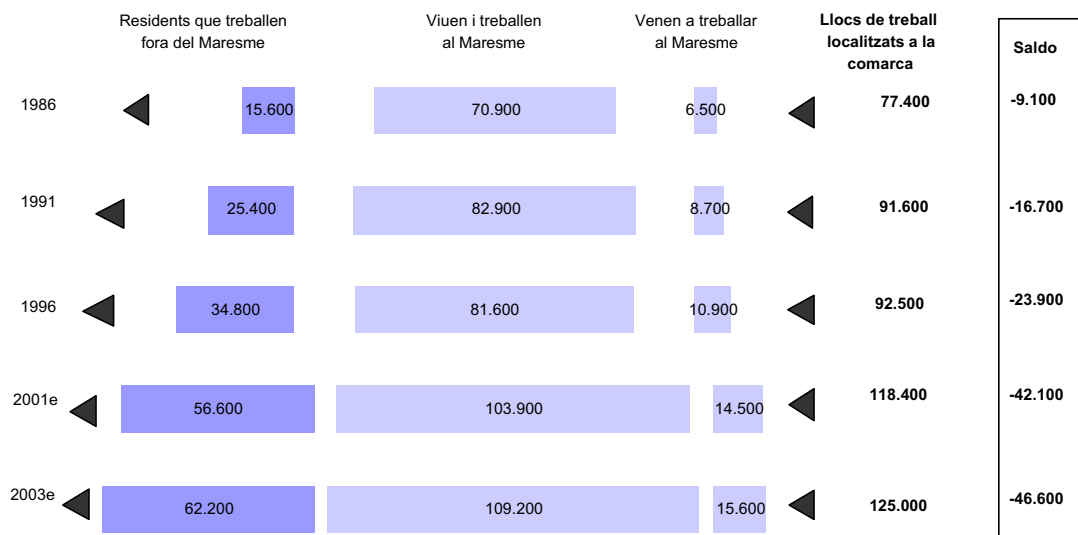 Residents que treballen
fora del Maresme
Viuen i treballen
al Maresme
Venen a treballar
al Maresme
Llocs de treball
localitzats a la
comarca
Saldo
1986 15.600 70.900 6.500 77.400 -9.100
1991 25.400 82.900 8.700 91.600 -16.700
1996 34.800 81.600 10.900 92.500 -23.900
2001e 56.600 103.900 14.500 118.400 -42.100
2003e 62.200 109.200 15.600 125.000 -46.600